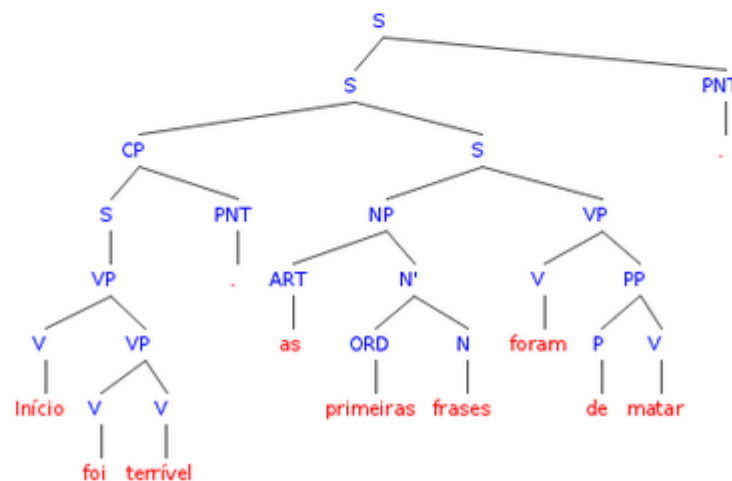 S
S PNT
CP S .
S PNT NP VP
VP . ART N' V PP
V VP as ORD N foram P V
Início V V primeiras frases de matar
foi terrível